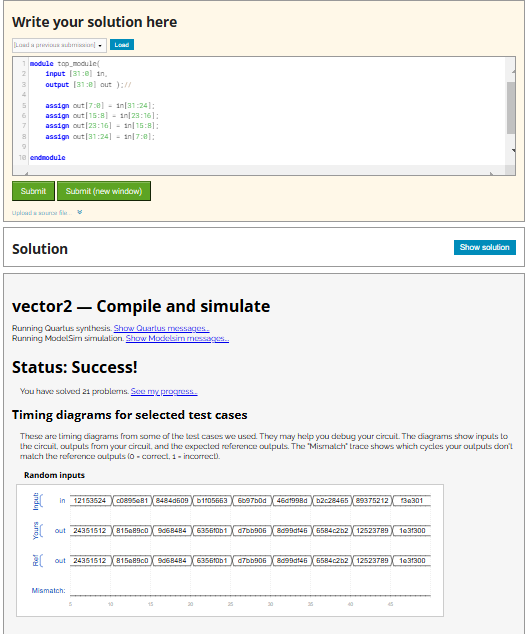 Write your solution here
[Load a previous submission]
Load
1 module top_module(
2 input [31:0] in,
3 output [31:0] out );//
4
5 assign out[7:0] = in[31:24];
6 assign out[15:8] = in[23:16];
7 assign out[23:16] = in[15:8];
8 assign out[31:24] = in[7:0];
9
10 endmodule
Submit
Submit (new window)
Upload a source file...
Solution
Show solution
vector2 — Compile and simulate
Running Quartus synthesis. Show Quartus messages...
Running ModelSim simulation. Show Modelsim messages...
Status: Success!
You have solved 21 problems. See my progress...
Timing diagrams for selected test cases
These are timing diagrams from some of the test cases we used. They may help you debug your circuit. The diagrams show inputs to
the circuit, outputs from your circuit, and the expected reference outputs. The "Mismatch" trace shows which cycles your outputs don't
match the reference outputs (0 = correct, 1 = incorrect).
Random inputs
Inputs in 12153524 c0895e81 8484d609 b1f05663 6b97b0d 46df998d b2c28465 89375212 f3e301
Yours out 24351512 815e89c0 9d68484 6356f0b1 d7bb906 8d99df46 6584c2b2 12523789 1e3f300
Ref out 24351512 815e89c0 9d68484 6356f0b1 d7bb906 8d99df46 6584c2b2 12523789 1e3f300
Mismatch:
0 5 10 15 20 25 30 35 40 45